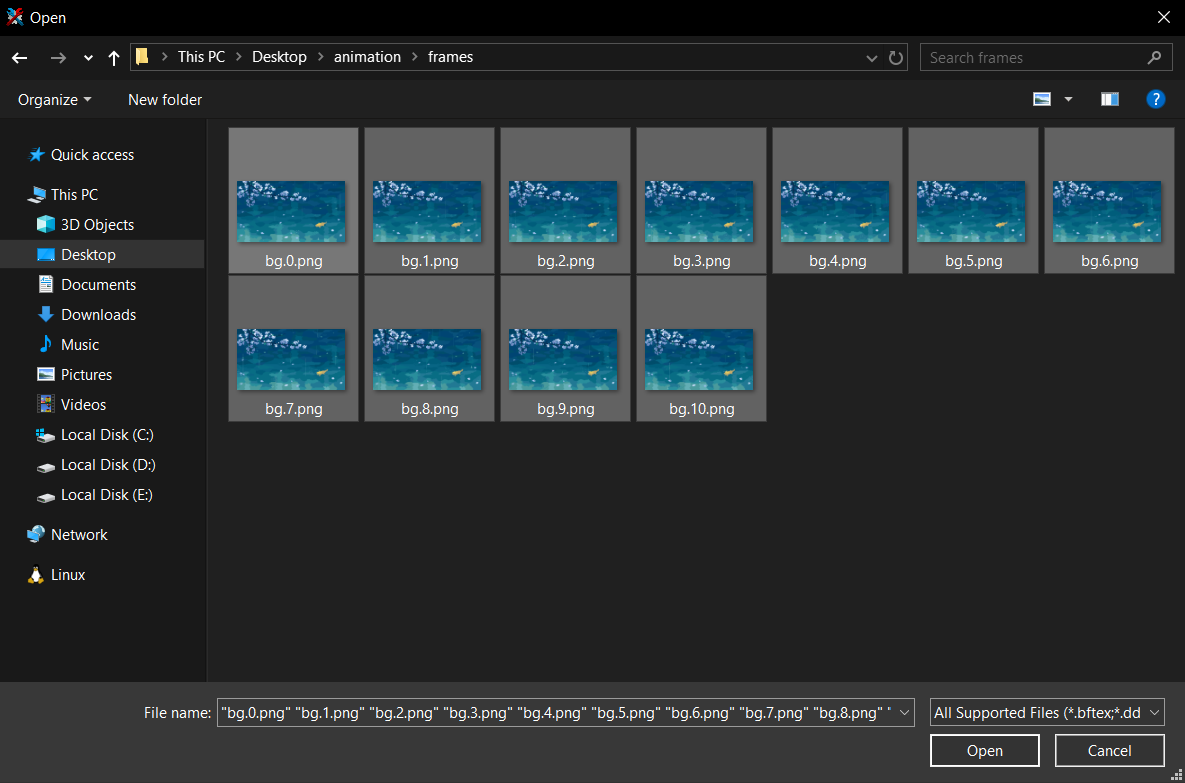 Open
This PC
Desktop
animation
frames
Search frames
Organize
New folder
?
Quick access
This PC
3D Objects
Desktop
Documents
Downloads
Music
Pictures
Videos
Local Disk (C:)
Local Disk (D:)
Local Disk (E:)
Network
Linux
bg.0.png
bg.1.png
bg.2.png
bg.3.png
bg.4.png
bg.5.png
bg.6.png
bg.7.png
bg.8.png
bg.9.png
bg.10.png
File name: "bg.0.png" "bg.1.png" "bg.2.png" "bg.3.png" "bg.4.png" "bg.5.png" "bg.6.png" "bg.7.png" "bg.8.png" "
All Supported Files (*.bftex;*.dd
Open
Cancel